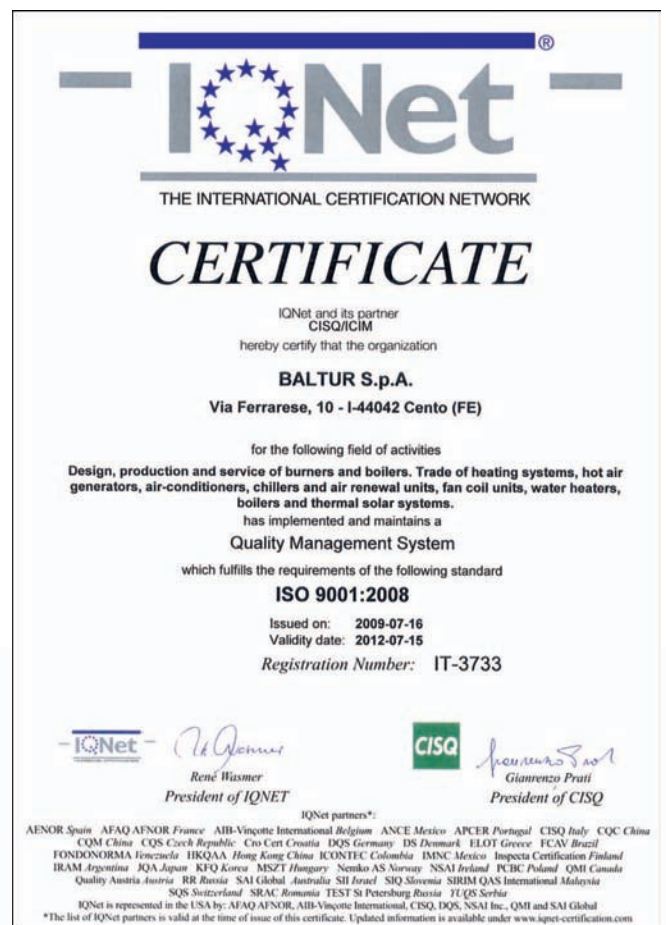 IQNet ®
THE INTERNATIONAL CERTIFICATION NETWORK
CERTIFICATE
IQNet and its partner
CISQ/ICIM
hereby certify that the organization
BALTUR S.p.A.
Via Ferrarese, 10 - I-44042 Cento (FE)
for the following field of activities
Design, production and service of burners and boilers. Trade of heating systems, hot air
generators, air-conditioners, chillers and air renewal units, fan coil units, water heaters,
boilers and thermal solar systems.
has implemented and maintains a
Quality Management System
which fulfills the requirements of the following standard
ISO 9001:2008
Issued on: 2009-07-16
Validity date: 2012-07-15
Registration Number: IT-3733
IQNet
CISQ
René Wasmer
Gianrenzo Prati
President of IQNET
President of CISQ
IQNet partners*:
AENOR Spain AFAQ AFNOR France AIB-Vinçotte International Belgium ANCE Mexico APCER Portugal CISQ Italy CQC China
CQM China CQS Czech Republic Cro Cert Croatia DQS Germany DS Denmark ELOT Greece FCAV Brazil
FONDONORMA Venezuela HKQAA Hong Kong China ICONTEC Colombia IMNC Mexico Inspecta Certification Finland
IRAM Argentina JQA Japan KFQ Korea MSZT Hungary Nemko AS Norway NSAI Ireland PCBC Poland QMI Canada
Quality Austria Austria RR Russia SAI Global Australia SII Israel SIQ Slovenia SIRIM QAS International Malaysia
SQS Switzerland SRAC Romania TEST St Petersburg Russia YUQS Serbia
IQNet is represented in the USA by: AFAQ AFNOR, AIB-Vinçotte International, CISQ, DQS, NSAI Inc., QMI and SAI Global
*The list of IQNet partners is valid at the time of issue of this certificate. Updated information is available under www.iqnet-certification.com